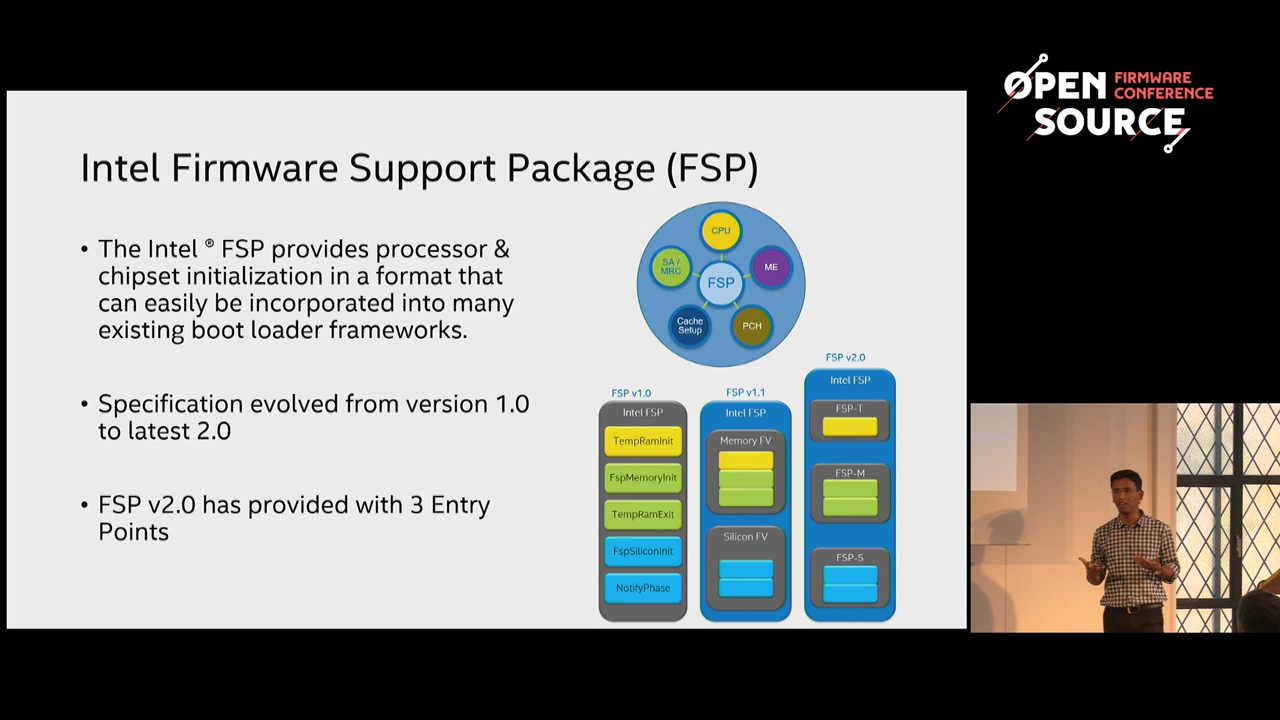 OPEN FIRMWARE
CONFERENCE
SOURCE
Intel Firmware Support Package (FSP)
• The Intel ® FSP provides processor &
chipset initialization in a format that
can easily be incorporated into many
existing boot loader frameworks.
• Specification evolved from version 1.0
to latest 2.0
• FSP v2.0 has provided with 3 Entry
Points
CPU
SA /
MRC
ME
FSP
Cache
Setup
PCH
FSP v1.0
Intel FSP
TempRamInit
FspMemoryInit
TempRamExit
FspSiliconInit
NotifyPhase
FSP v1.1
Intel FSP
Memory FV
Silicon FV
FSP v2.0
Intel FSP
FSP-T
FSP-M
FSP-S